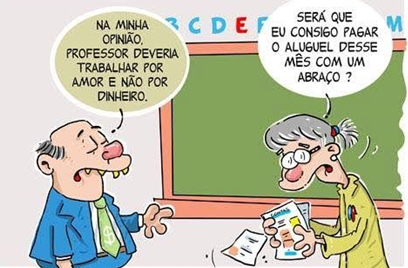 B C D E F M
NA MINHA
OPINIÃO,
PROFESSOR DEVERIA
TRABALHAR POR
AMOR E NÃO POR
DINHEIRO.
SERÁ QUE
EU CONSIGO PAGAR
O ALUGUEL DESSE
MÊS COM UM
ABRAÇO ?
$